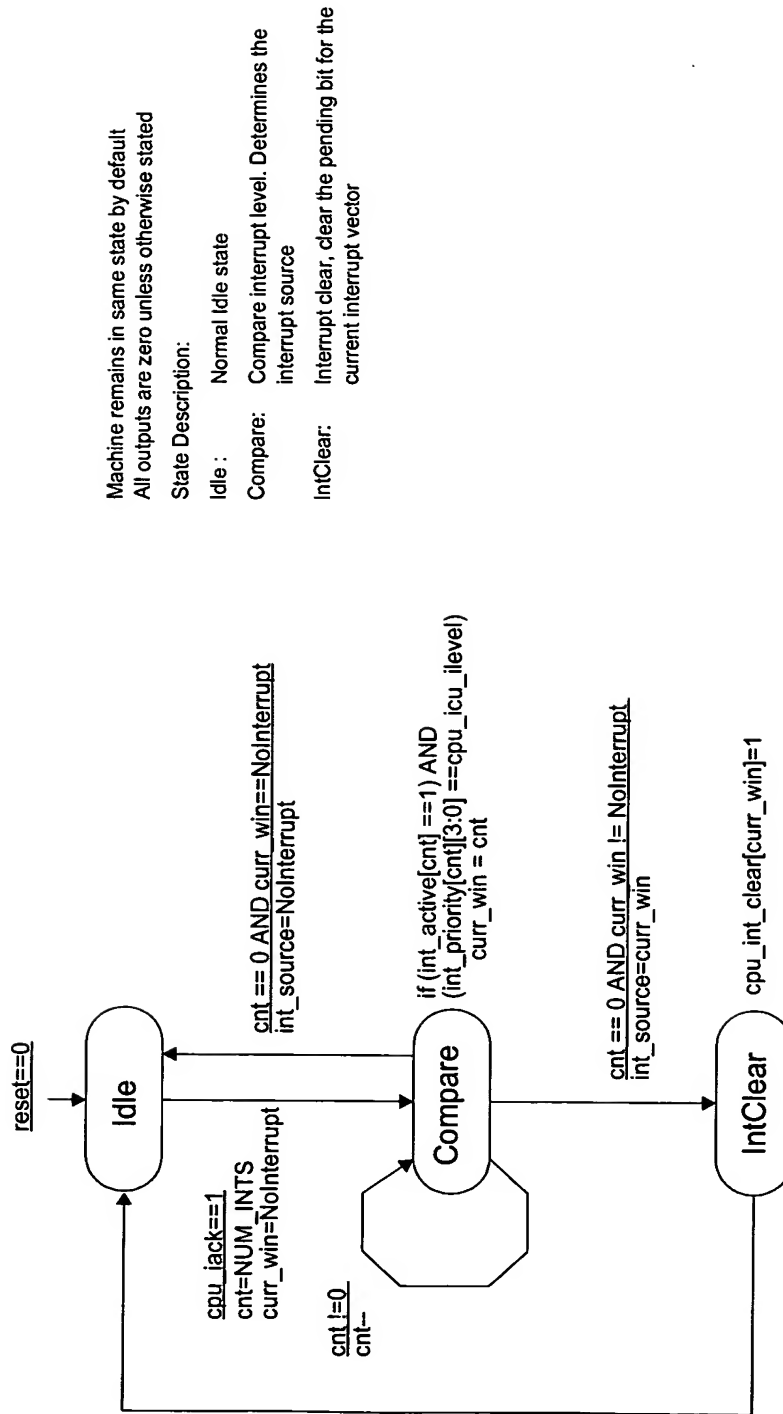 Machine remains in same state by default
All outputs are zero unless otherwise stated
State Description:
Idle : Normal Idle state
Compare: Compare interrupt level. Determines the
interrupt source
IntClear: Interrupt clear, clear the pending bit for the
current interrupt vector
reset==0
Idle
cpu_iack==1
cnt=NUM_INTS
curr_win=NoInterrupt
cnt == 0 AND curr_win==NoInterrupt
int_source=NoInterrupt
cnt !=0
cnt--
Compare
if (int_active[cnt] ==1) AND
(int_priority[cnt][3:0] ==cpu_icu_ilevel)
curr_win = cnt
cnt == 0 AND curr_win != NoInterrupt
int_source=curr_win
IntClear
cpu_int_clear[curr_win]=1